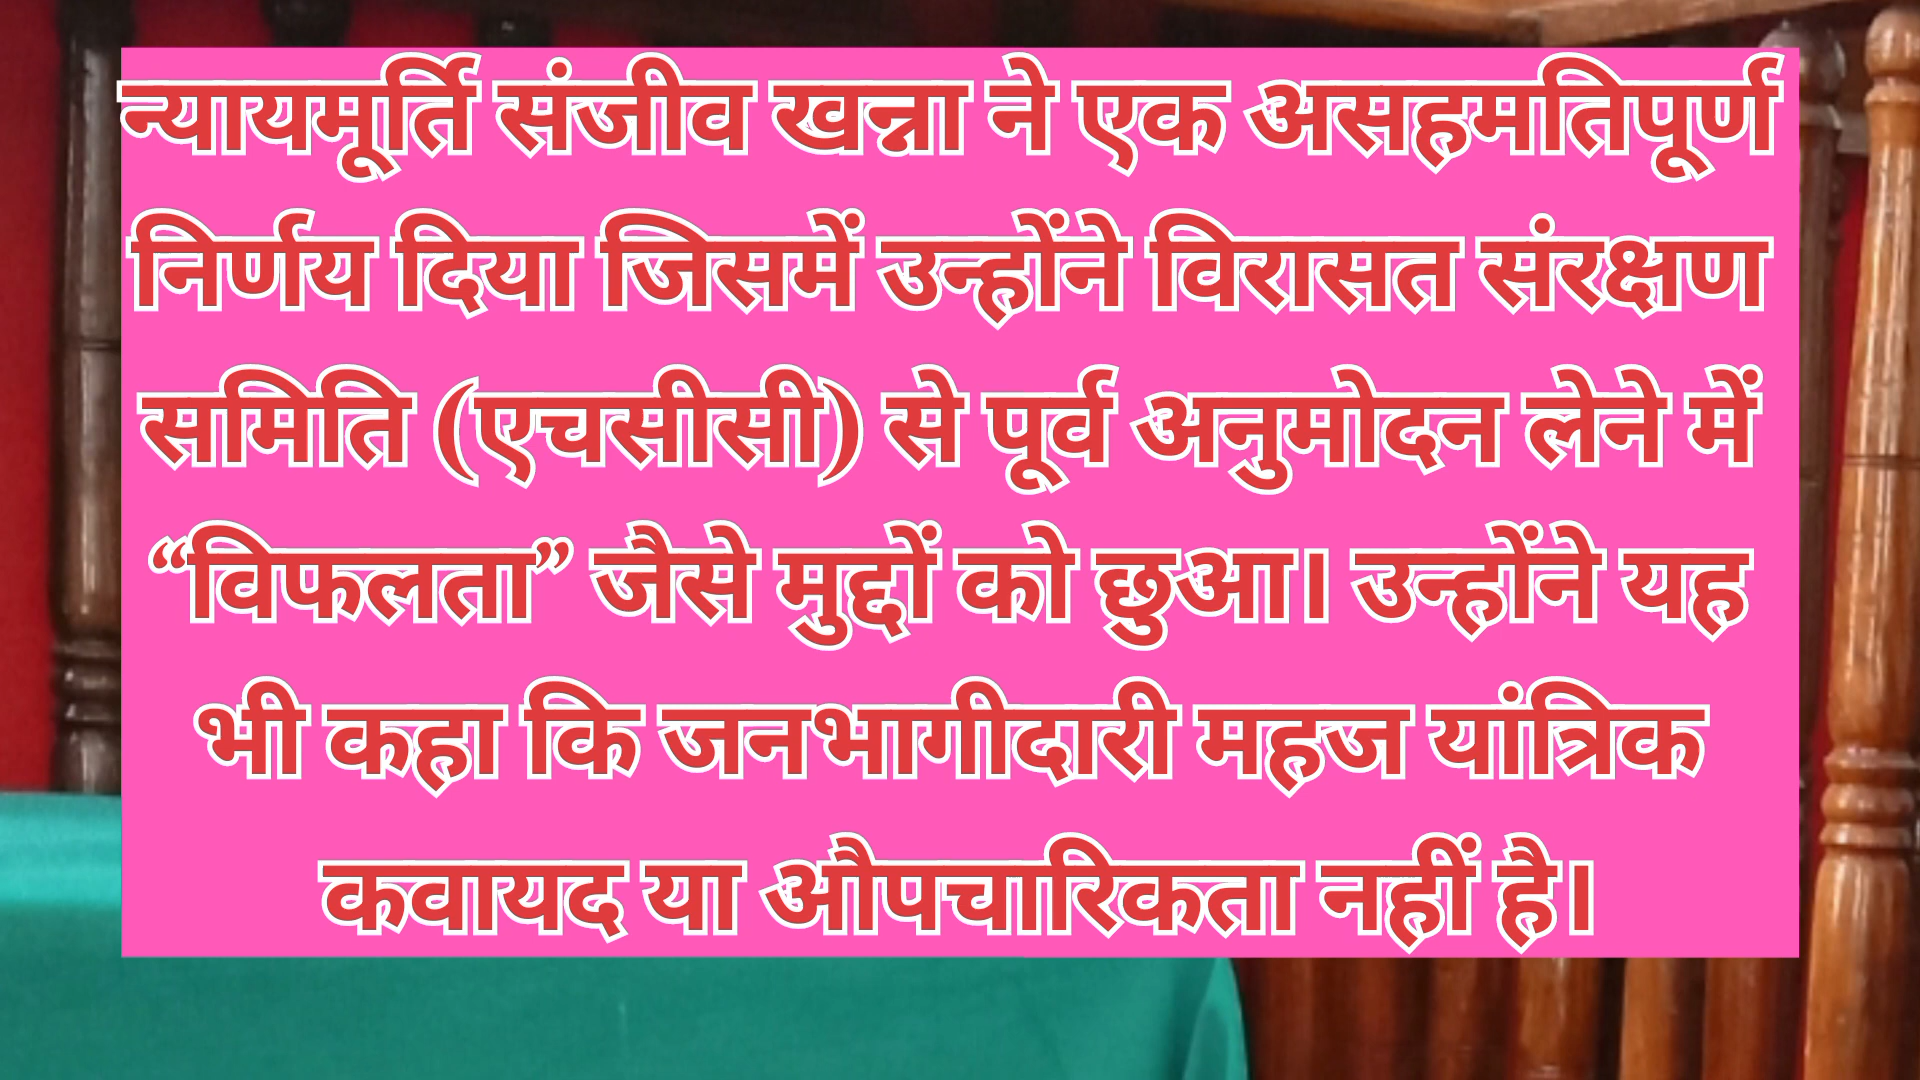 न्यायमूर्ति संजीव खन्ना ने एक असहमतिपूर्ण
निर्णय दिया जिसमें उन्होंने विरासत संरक्षण
समिति (एचसीसी) से पूर्व अनुमोदन लेने में
“विफलता” जैसे मुद्दों को छुआ। उन्होंने यह
भी कहा कि जनभागीदारी महज यांत्रिक
कवायद या औपचारिकता नहीं है।